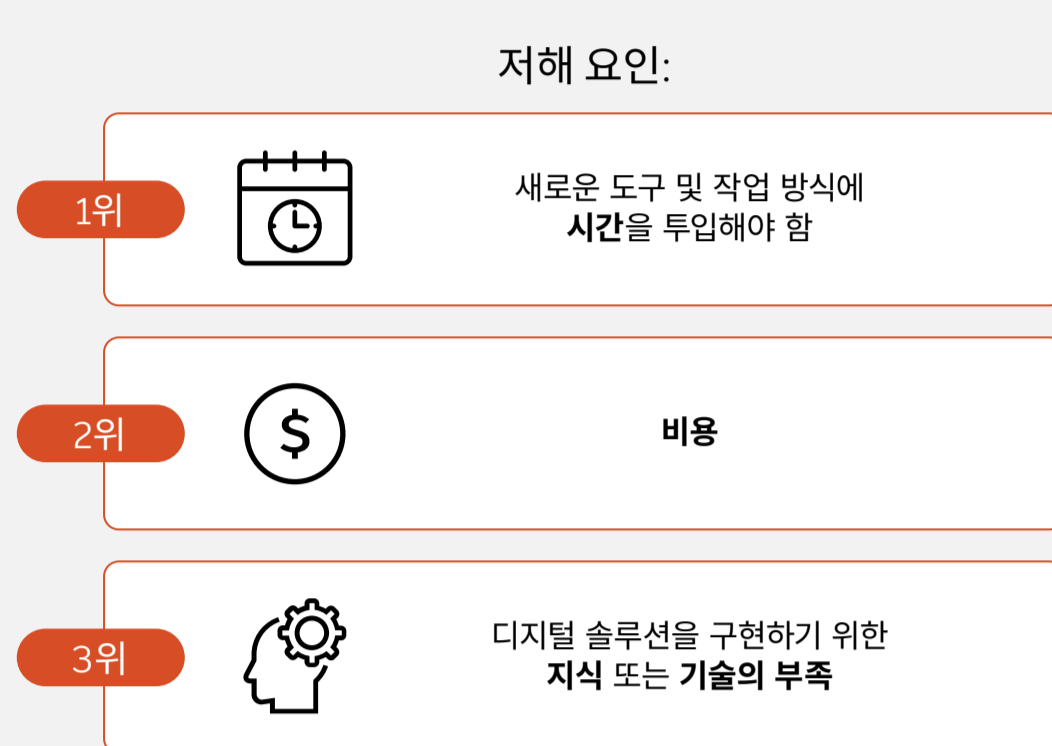 저해 요인:
1위
새로운 도구 및 작업 방식에
시간을 투입해야 함
2위
$
비용
3위
디지털 솔루션을 구현하기 위한
지식 또는 기술의 부족